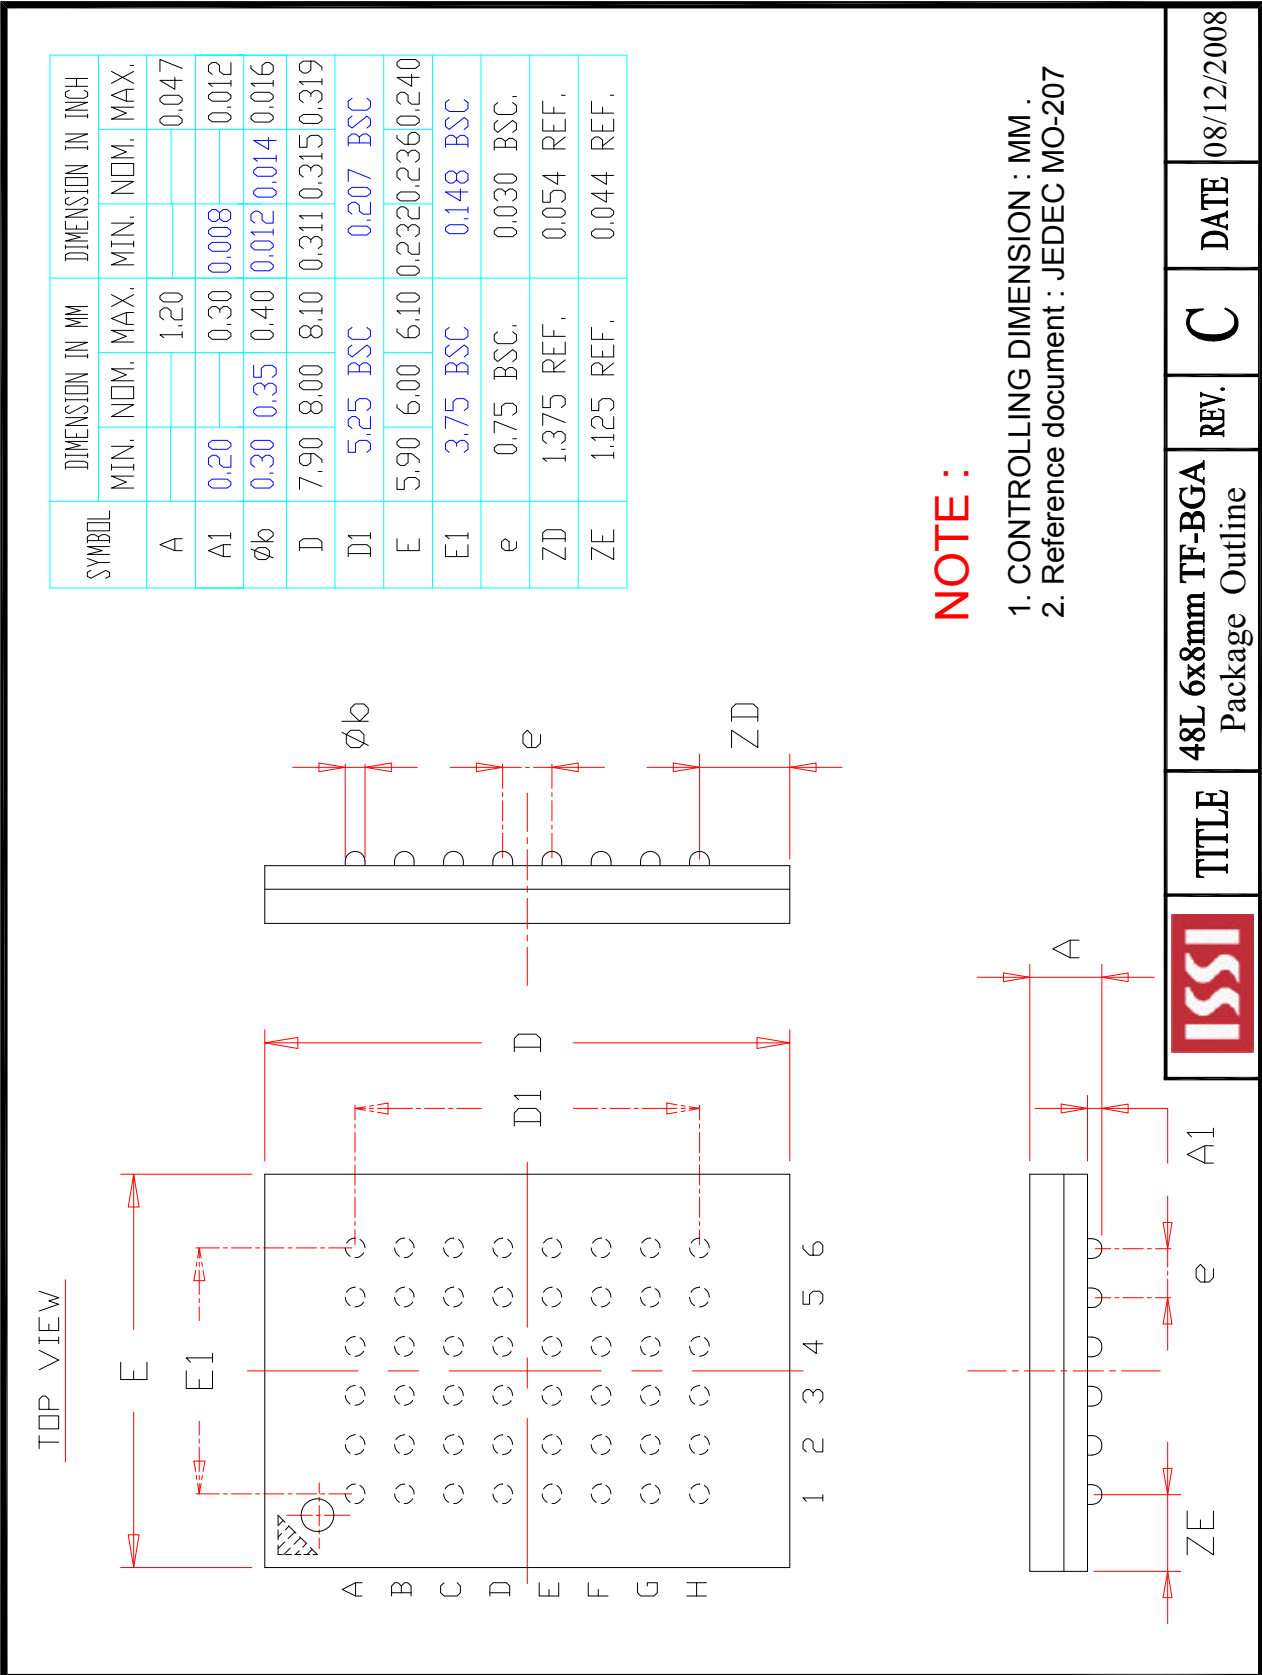 TOP VIEW
E
E1
D
D1
A
B
C
D
E
F
G
H
1 2 3 4 5 6
Øb
e
ZD
A
A1
e
ZE
SYMBOL DIMENSION IN MM DIMENSION IN INCH
MIN. NOM. MAX. MIN. NOM. MAX.
A 1.20 0.047
A1 0.20 0.30 0.008 0.012
Øb 0.30 0.35 0.40 0.012 0.014 0.016
D 7.90 8.00 8.10 0.311 0.315 0.319
D1 5.25 BSC 0.207 BSC
E 5.90 6.00 6.10 0.232 0.236 0.240
E1 3.75 BSC 0.148 BSC
e 0.75 BSC. 0.030 BSC.
ZD 1.375 REF. 0.054 REF.
ZE 1.125 REF. 0.044 REF.
NOTE :
1. CONTROLLING DIMENSION : MM .
2. Reference document : JEDEC MO-207
ISSI
TITLE
48L 6x8mm TF-BGA
Package Outline
REV.
C
DATE
08/12/2008